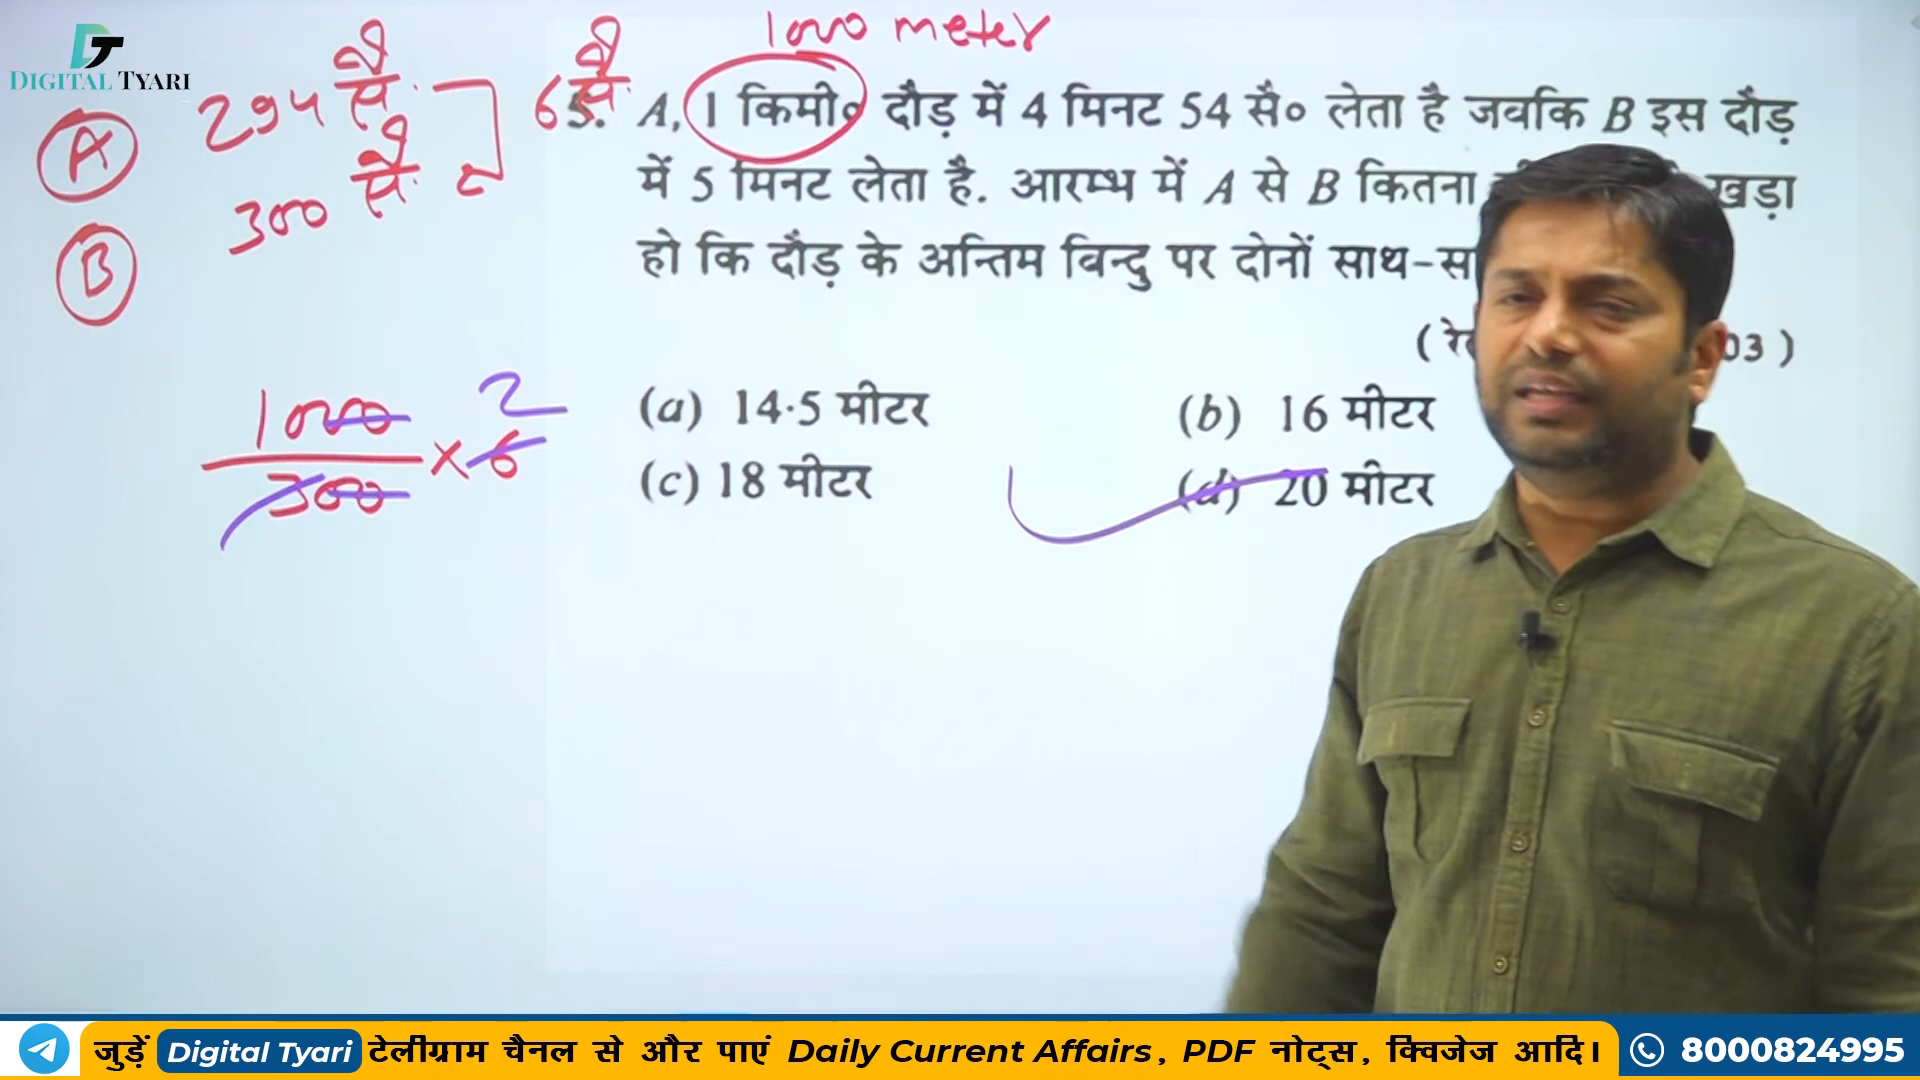 DT
DIGITAL TYARI
1000 meter
A 294 सै. 6 सै.
B 300 सै.
5. A, 1 किमी० दौड़ में 4 मिनट 54 सै० लेता है जबकि B इस दौड़
में 5 मिनट लेता है. आरम्भ में A से B कितना खड़ा
हो कि दौड़ के अन्तिम बिन्दु पर दोनों साथ-
03 )
1000 2
300 × 6
(a) 14·5 मीटर (b) 16 मीटर
(c) 18 मीटर (d) 20 मीटर
जुड़ें Digital Tyari टेलीग्राम चैनल से और पाएं Daily Current Affairs, PDF नोट्स, क्विजेज आदि। 8000824995